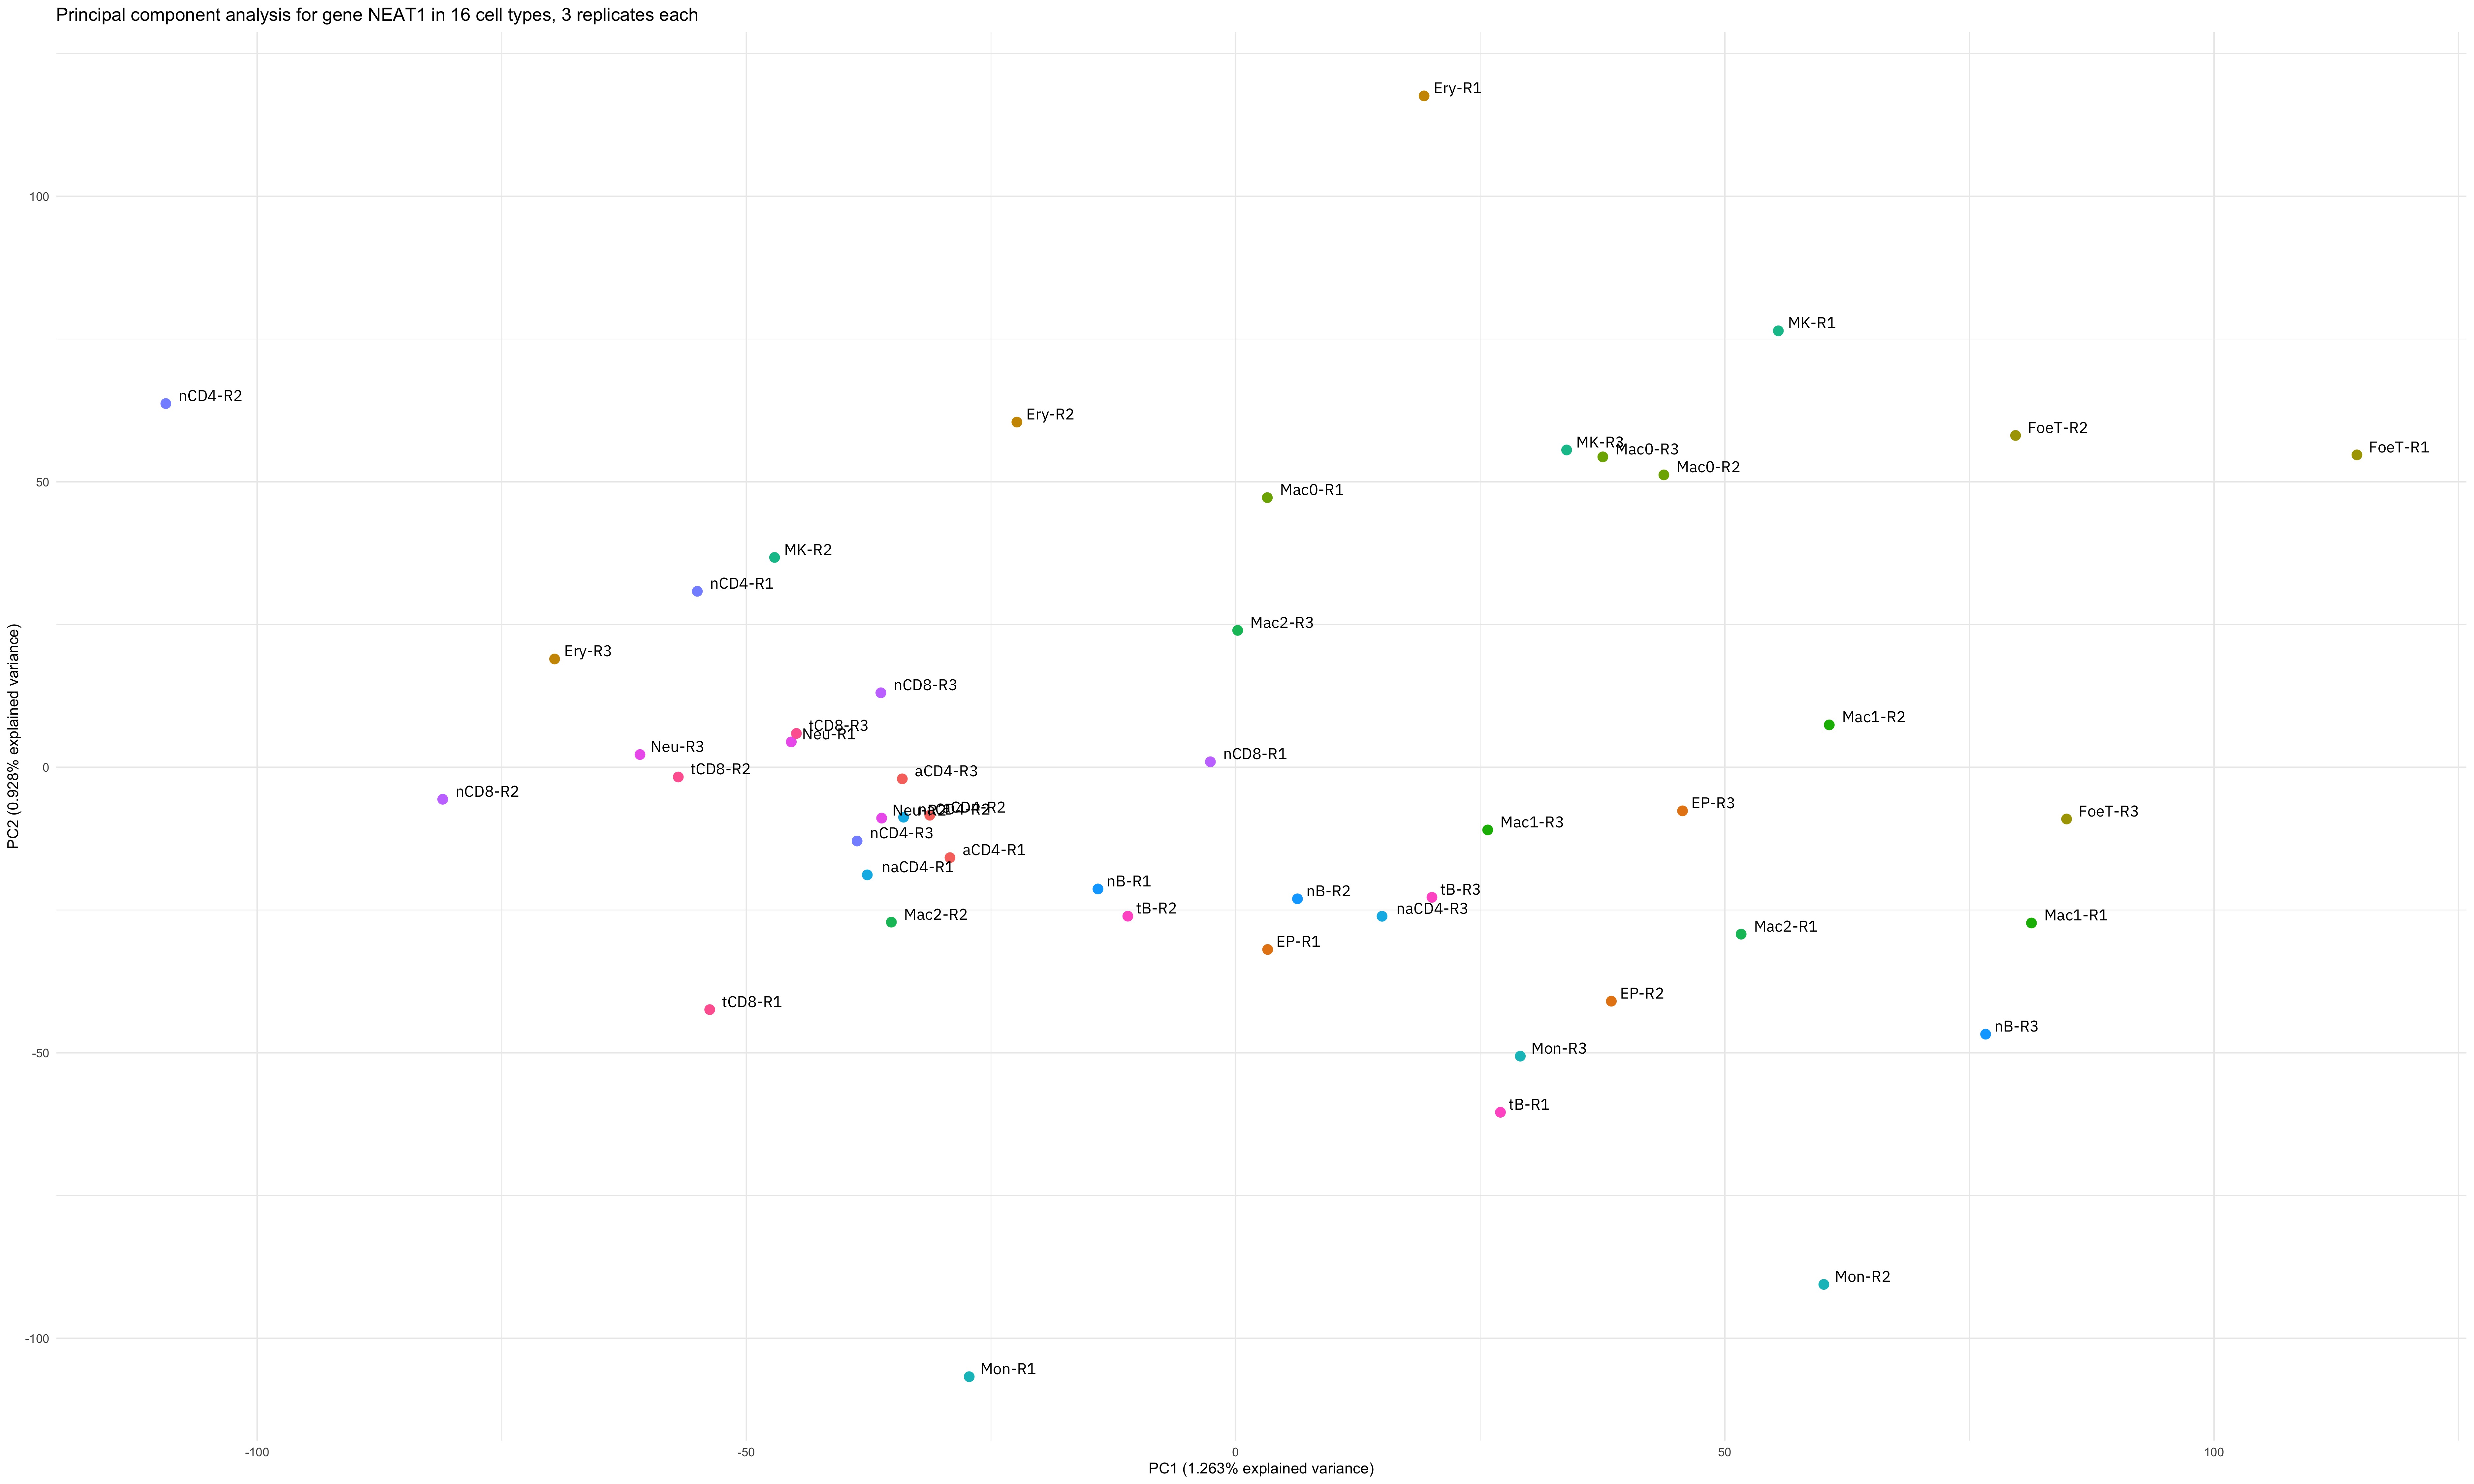 Principal component analysis for gene NEAT1 in 16 cell types, 3 replicates each
Ery-R1
100
MK-R1
nCD4-R2
Ery-R2
FoeT-R2
MK-R3
Mac0-R3
FoeT-R1
Mac0-R2
50
Mac0-R1
MK-R2
nCD4-R1
Mac2-R3
Ery-R3
nCD8-R3
Mac1-R2
tCD8-R3
Neu-R1
Neu-R3
nCD8-R1
0
tCD8-R2
aCD4-R3
nCD8-R2
EP-R3
aCD4-R2
naCD4-R2
Neu-R2
FoeT-R3
Mac1-R3
nCD4-R3
aCD4-R1
naCD4-R1
nB-R1
tB-R3
nB-R2
tB-R2
naCD4-R3
Mac2-R2
Mac1-R1
Mac2-R1
EP-R1
EP-R2
tCD8-R1
nB-R3
Mon-R3
-50
tB-R1
Mon-R2
-100
Mon-R1
-100 -50 0 50 100
PC1 (1.263% explained variance)
PC2 (0.928% explained variance)